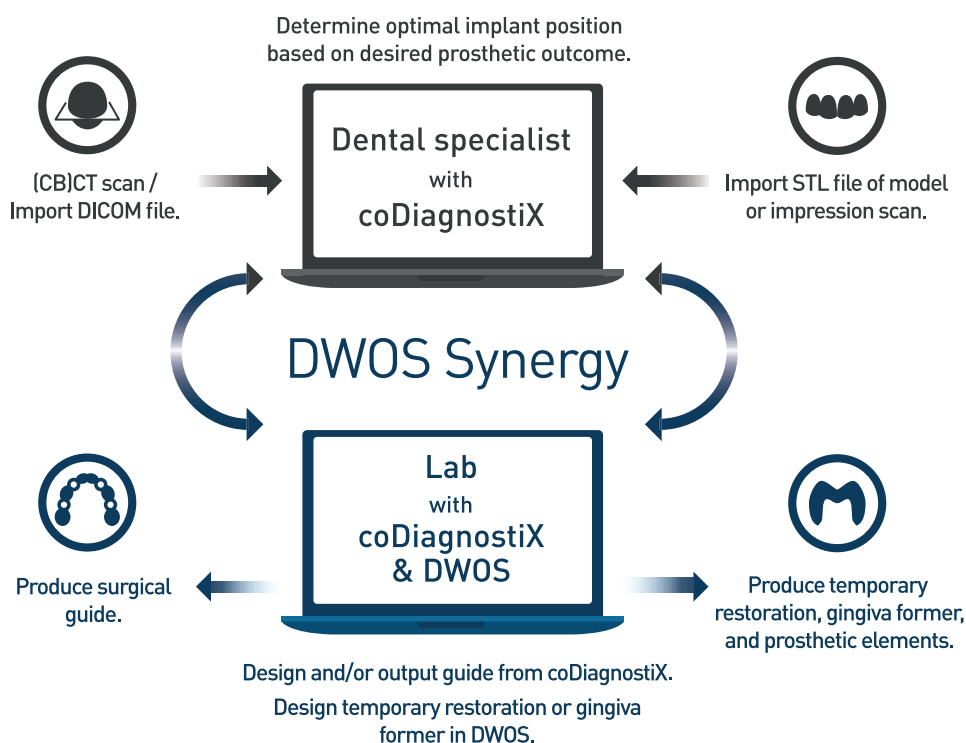 Determine optimal implant position
based on desired prosthetic outcome.
Dental specialist
with
coDiagnostiX
(CB)CT scan /
Import DICOM file.
Import STL file of model
or impression scan.
DWOS Synergy
Lab
with
coDiagnostiX
& DWOS
Produce surgical
guide.
Produce temporary
restoration, gingiva former,
and prosthetic elements.
Design and/or output guide from coDiagnostiX.
Design temporary restoration or gingiva
former in DWOS.